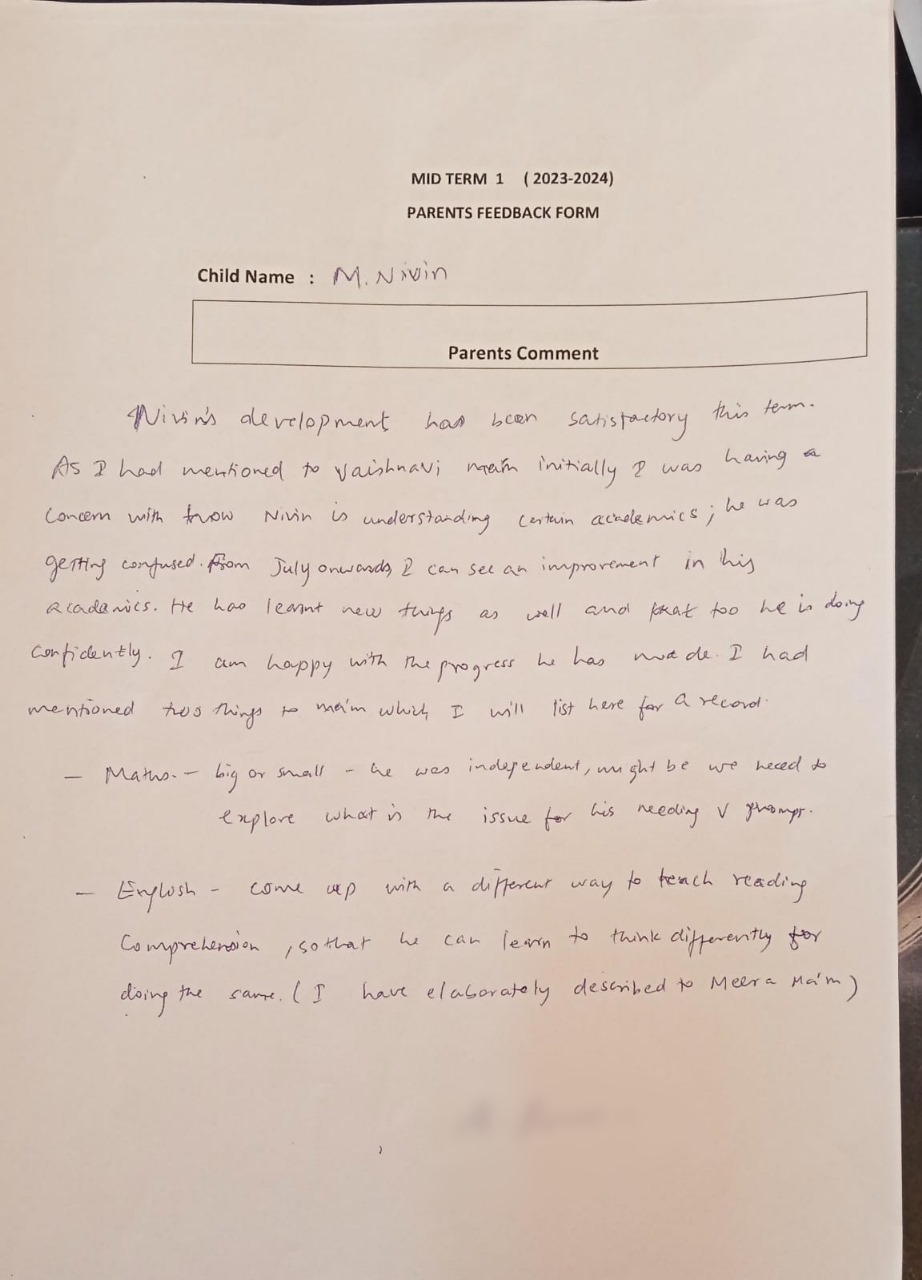 MID TERM 1 ( 2023-2024)
PARENTS FEEDBACK FORM
Child Name : M. Nivin
Parents Comment
Nivin's development has been satisfactory this term.
As I had mentioned to Vaishnavi ma'm initially I was having a
concern with how Nivin is understanding certain academics; he was
getting confused. From July onwards, I can see an improvement in his
academics. He has learnt new things as well and that too he is doing
confidently. I am happy with the progress he has made. I had
mentioned two things to ma'm which I will list here for a record.
— Maths. – big or small – he was independent, might be we need to
explore what is the issue for his needing V prompt.
— English – come up with a different way to teach reading
Comprehension, so that he can learn to think differently for
doing the same. ( I have elaborately described to Meera Ma'm)